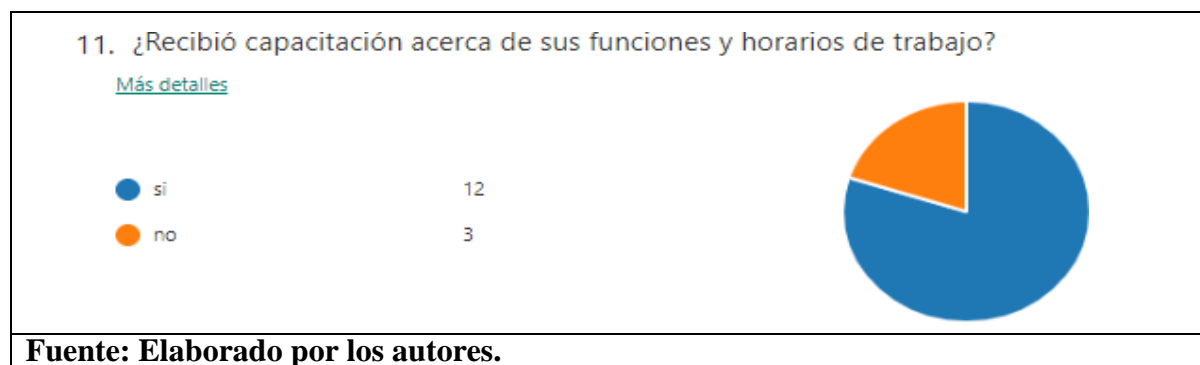 11. ¿Recibió capacitación acerca de sus funciones y horarios de trabajo?
Más detalles
si 12
no 3
Fuente: Elaborado por los autores.